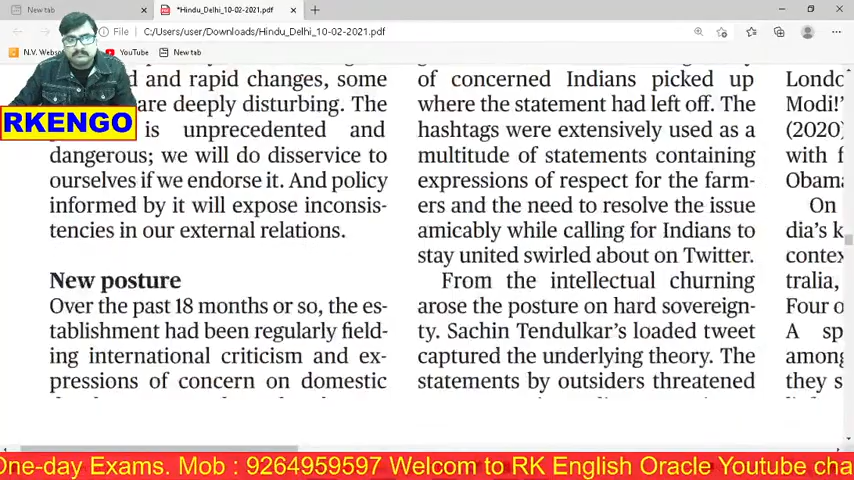 New tab
*Hindu_Delhi_10-02-2021.pdf
File
C:/Users/user/Downloads/Hindu_Delhi_10-02-2021.pdf
N.V. Webso
YouTube
New tab
RKENGO
d and rapid changes, some
are deeply disturbing. The
is unprecedented and
dangerous; we will do disservice to
ourselves if we endorse it. And policy
informed by it will expose inconsis-
tencies in our external relations.
New posture
Over the past 18 months or so, the es-
tablishment had been regularly field-
ing international criticism and ex-
pressions of concern on domestic
of concerned Indians picked up
where the statement had left off. The
hashtags were extensively used as a
multitude of statements containing
expressions of respect for the farm-
ers and the need to resolve the issue
amicably while calling for Indians to
stay united swirled about on Twitter.
From the intellectual churning
arose the posture on hard sovereign-
ty. Sachin Tendulkar's loaded tweet
captured the underlying theory. The
statements by outsiders threatened
Londo
Modi!'
(2020)
with f
Obama
On
dia's k
contex
tralia,
Four o
A sp
among
they s
One-day Exams. Mob : 9264959597 Welcom to RK English Oracle Youtube cha